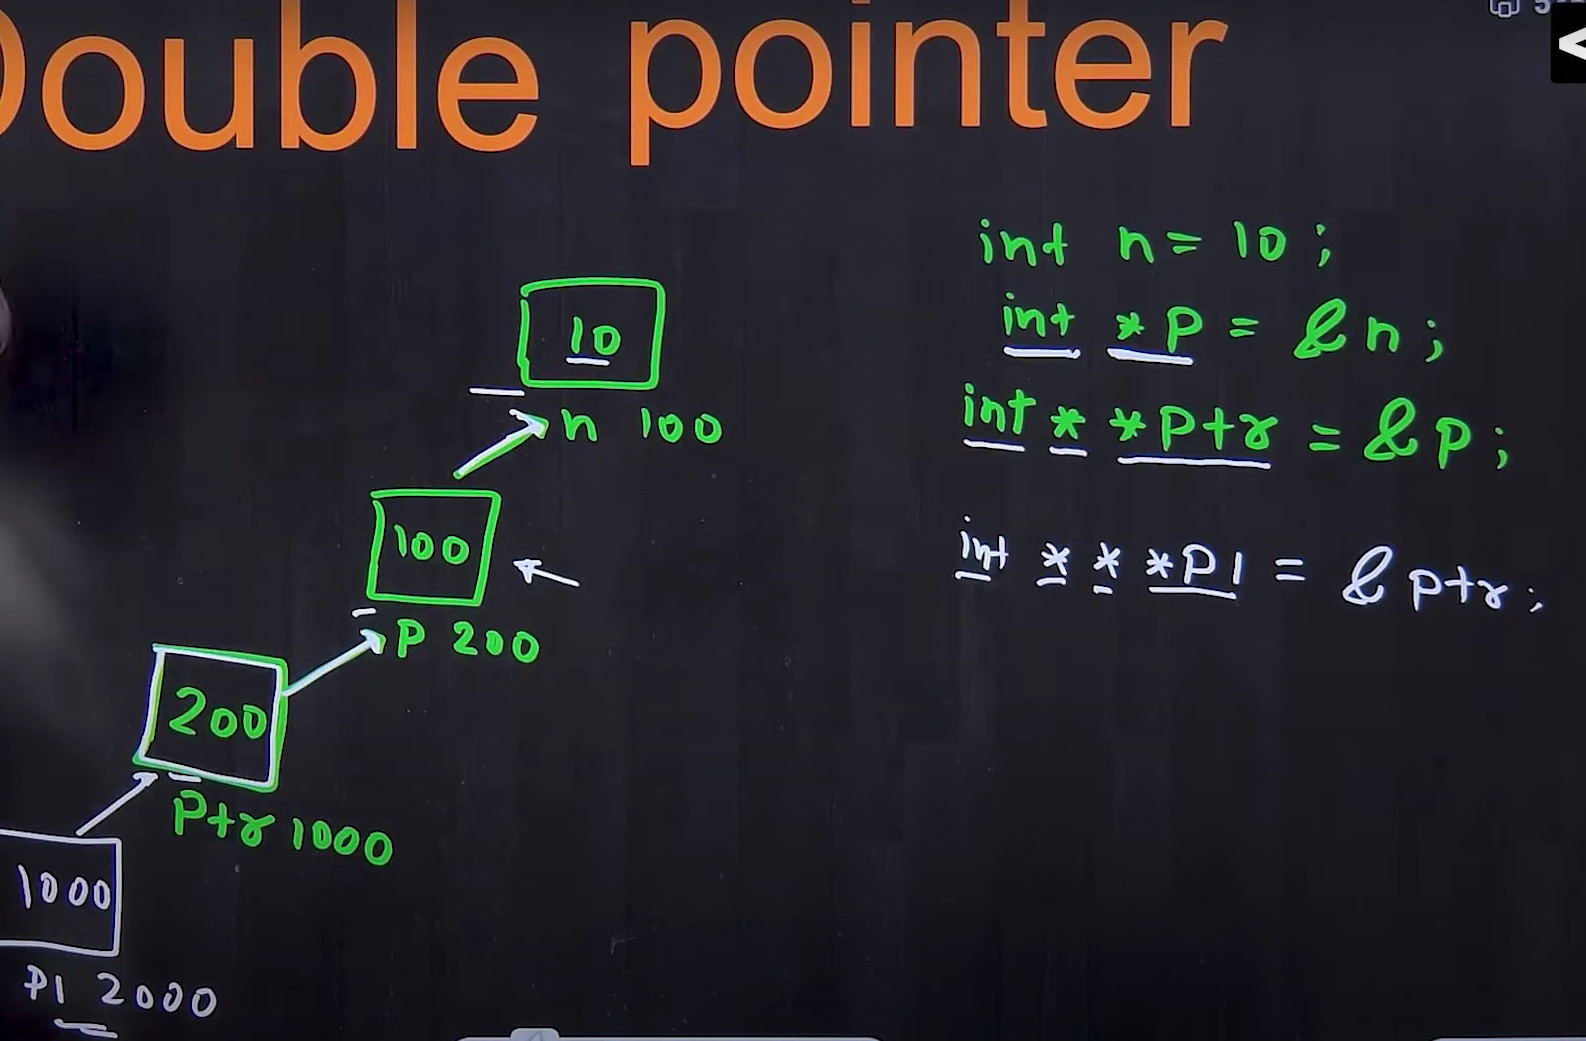 Double pointer
int n = 10 ;
int *P = &n ;
int * *Ptr = &P ;
int * * *P1 = &ptr ;
10
n 100
100
P 200
200
Ptr 1000
1000
P1 2000